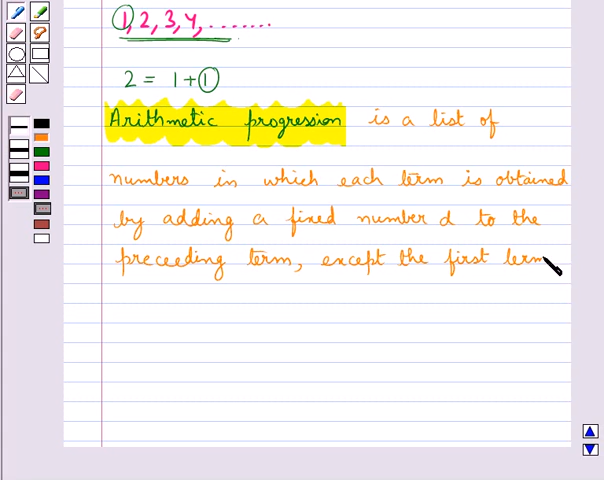 1, 2, 3, 4, ........
2 = 1 + 1
Arithmetic progression is a list of
numbers in which each term is obtained
by adding a fixed number d to the
preceeding term, except the first term